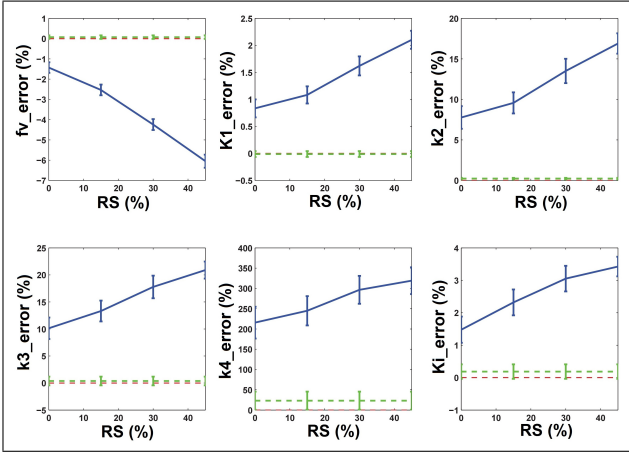 1
0
−1
−2
−3
−4
−5
−6
−7
fv_error (%)
0 10 20 30 40
RS (%)
2.5
2
1.5
1
0.5
0
−0.5
K1_error (%)
0 10 20 30 40
RS (%)
20
15
10
5
0
k2_error (%)
0 10 20 30 40
RS (%)
25
20
15
10
5
0
−5
k3_error (%)
0 10 20 30 40
RS (%)
400
350
300
250
200
150
100
50
0
k4_error (%)
0 10 20 30 40
RS (%)
4
3
2
1
0
−1
Ki_error (%)
0 10 20 30 40
RS (%)